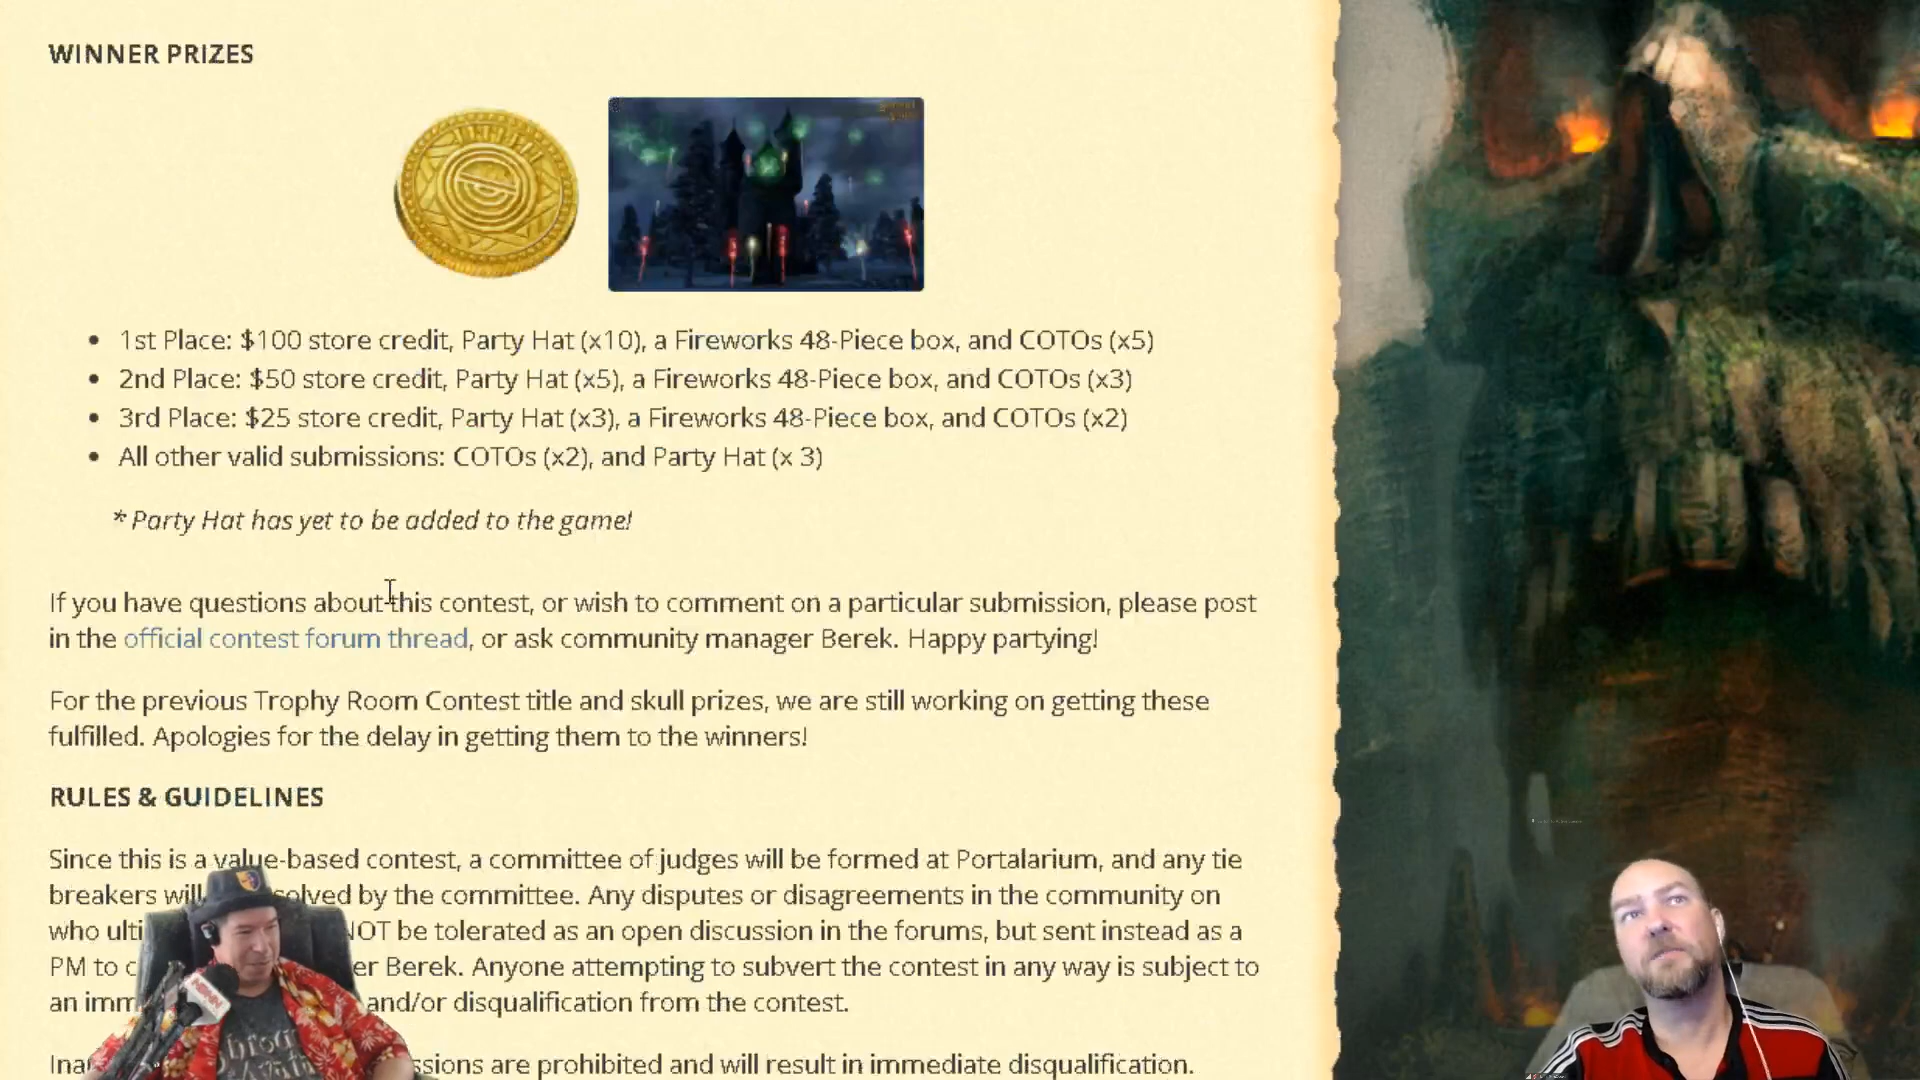 WINNER PRIZES
1st Place: $100 store credit, Party Hat (x10), a Fireworks 48-Piece box, and COTOs (x5)
2nd Place: $50 store credit, Party Hat (x5), a Fireworks 48-Piece box, and COTOs (x3)
3rd Place: $25 store credit, Party Hat (x3), a Fireworks 48-Piece box, and COTOs (x2)
All other valid submissions: COTOs (x2), and Party Hat (x 3)
* Party Hat has yet to be added to the game!
If you have questions about this contest, or wish to comment on a particular submission, please post
in the official contest forum thread, or ask community manager Berek. Happy partying!
For the previous Trophy Room Contest title and skull prizes, we are still working on getting these
fulfilled. Apologies for the delay in getting them to the winners!
RULES & GUIDELINES
Since this is a value-based contest, a committee of judges will be formed at Portalarium, and any tie
breakers will olved by the committee. Any disputes or disagreements in the community on
who ulti NOT be tolerated as an open discussion in the forums, but sent instead as a
PM to c er Berek. Anyone attempting to subvert the contest in any way is subject to
an imm and/or disqualification from the contest.
Ina ssions are prohibited and will result in immediate disqualification.